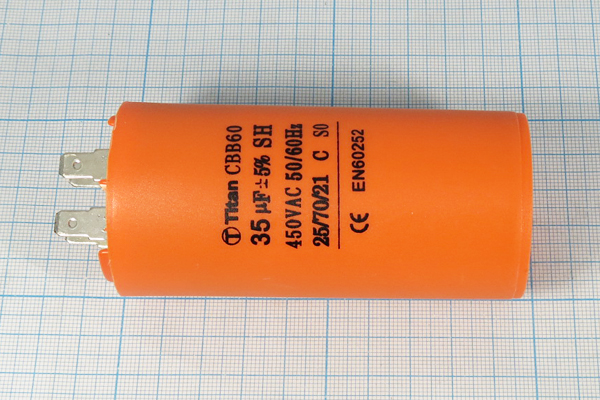 Titan CBB60
35 µF±5% SH
450VAC 50/60Hz
25/70/21 C S0
CE EN60252